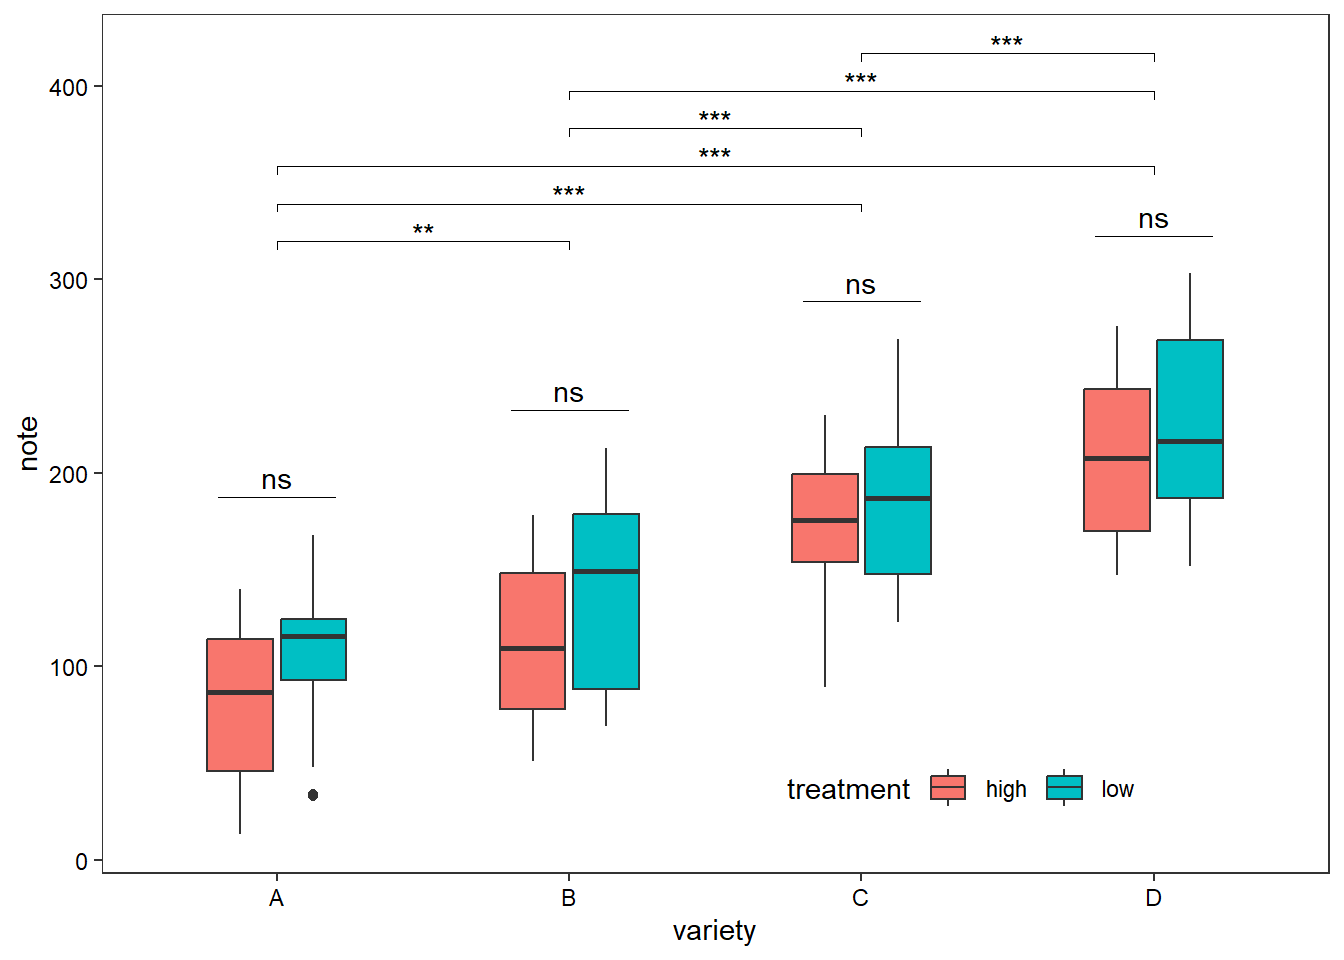 ***
***
***
***
***
**
ns
ns
ns
ns
400
300
200
100
0
note
treatment high low
A B C D
variety